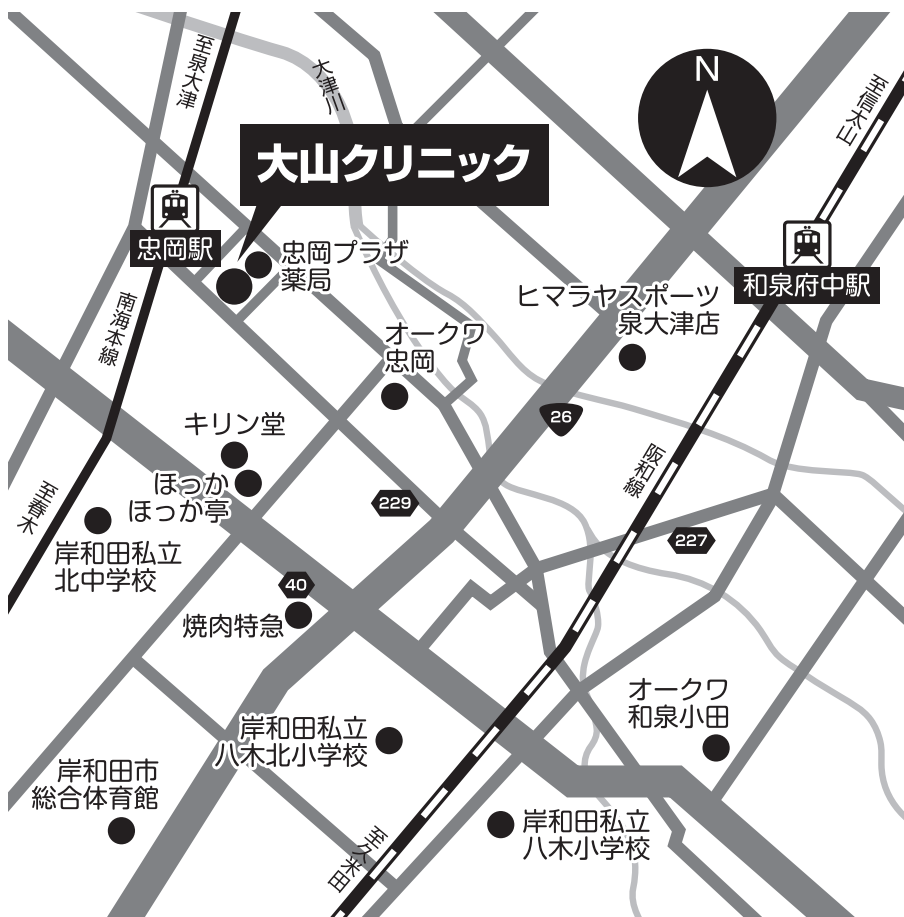 N
至泉大津
大津川
至信太山
大山クリニック
忠岡駅
忠岡プラザ
薬局
和泉府中駅
ヒマラヤスポーツ
泉大津店
南海本線
オークワ
忠岡
26
キリン堂
阪和線
ほっか
ほっか亭
至春木
229
227
岸和田私立
北中学校
40
焼肉特急
オークワ
和泉小田
岸和田私立
八木北小学校
岸和田市
総合体育館
岸和田私立
八木小学校
至久米田